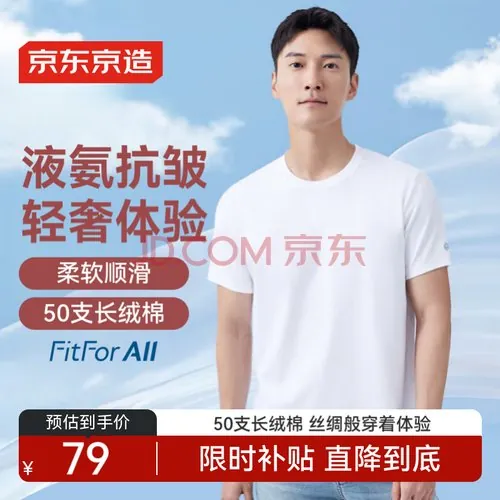 京东京造
液氨抗皱
轻奢体验
柔软顺滑
50支长绒棉
FitFor All
JD.COM 京东
预估到手价
¥79
50支长绒棉 丝绸般穿着体验
限时补贴 直降到底